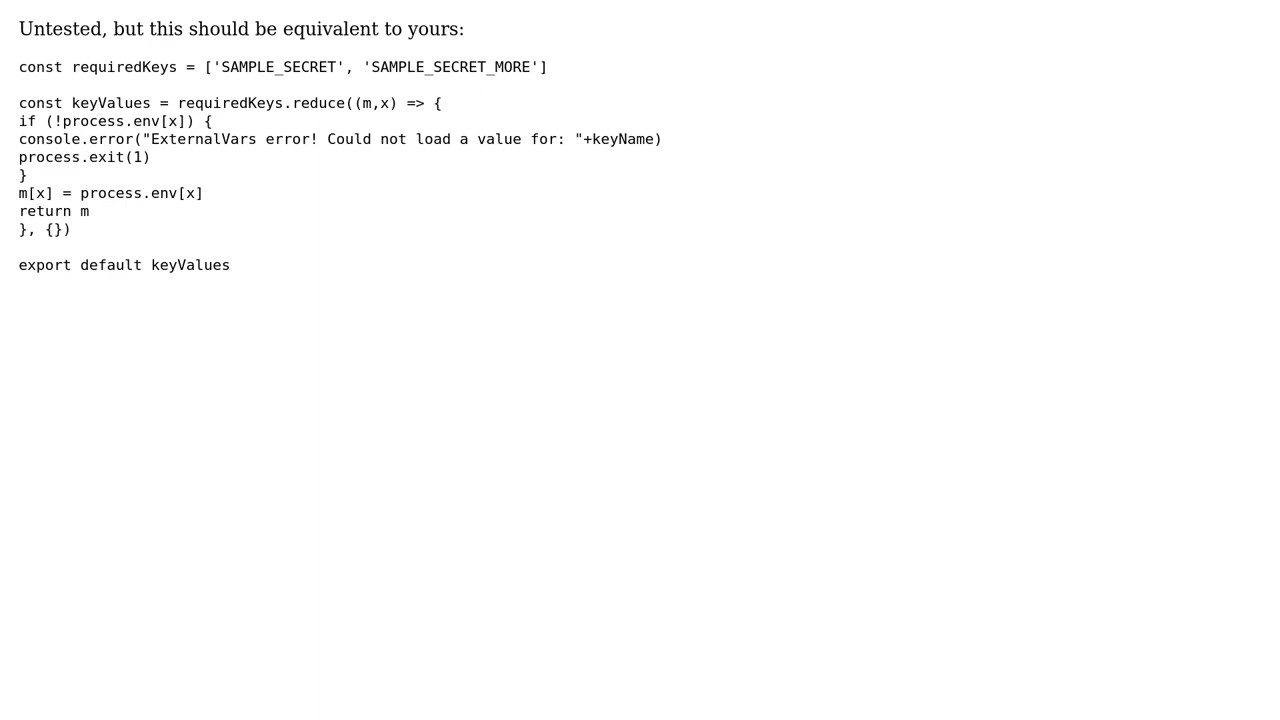 Untested, but this should be equivalent to yours:
const requiredKeys = ['SAMPLE_SECRET', 'SAMPLE_SECRET_MORE']
const keyValues = requiredKeys.reduce((m,x) => {
if (!process.env[x]) {
console.error("ExternalVars error! Could not load a value for: "+keyName)
process.exit(1)
}
m[x] = process.env[x]
return m
}, {})
export default keyValues